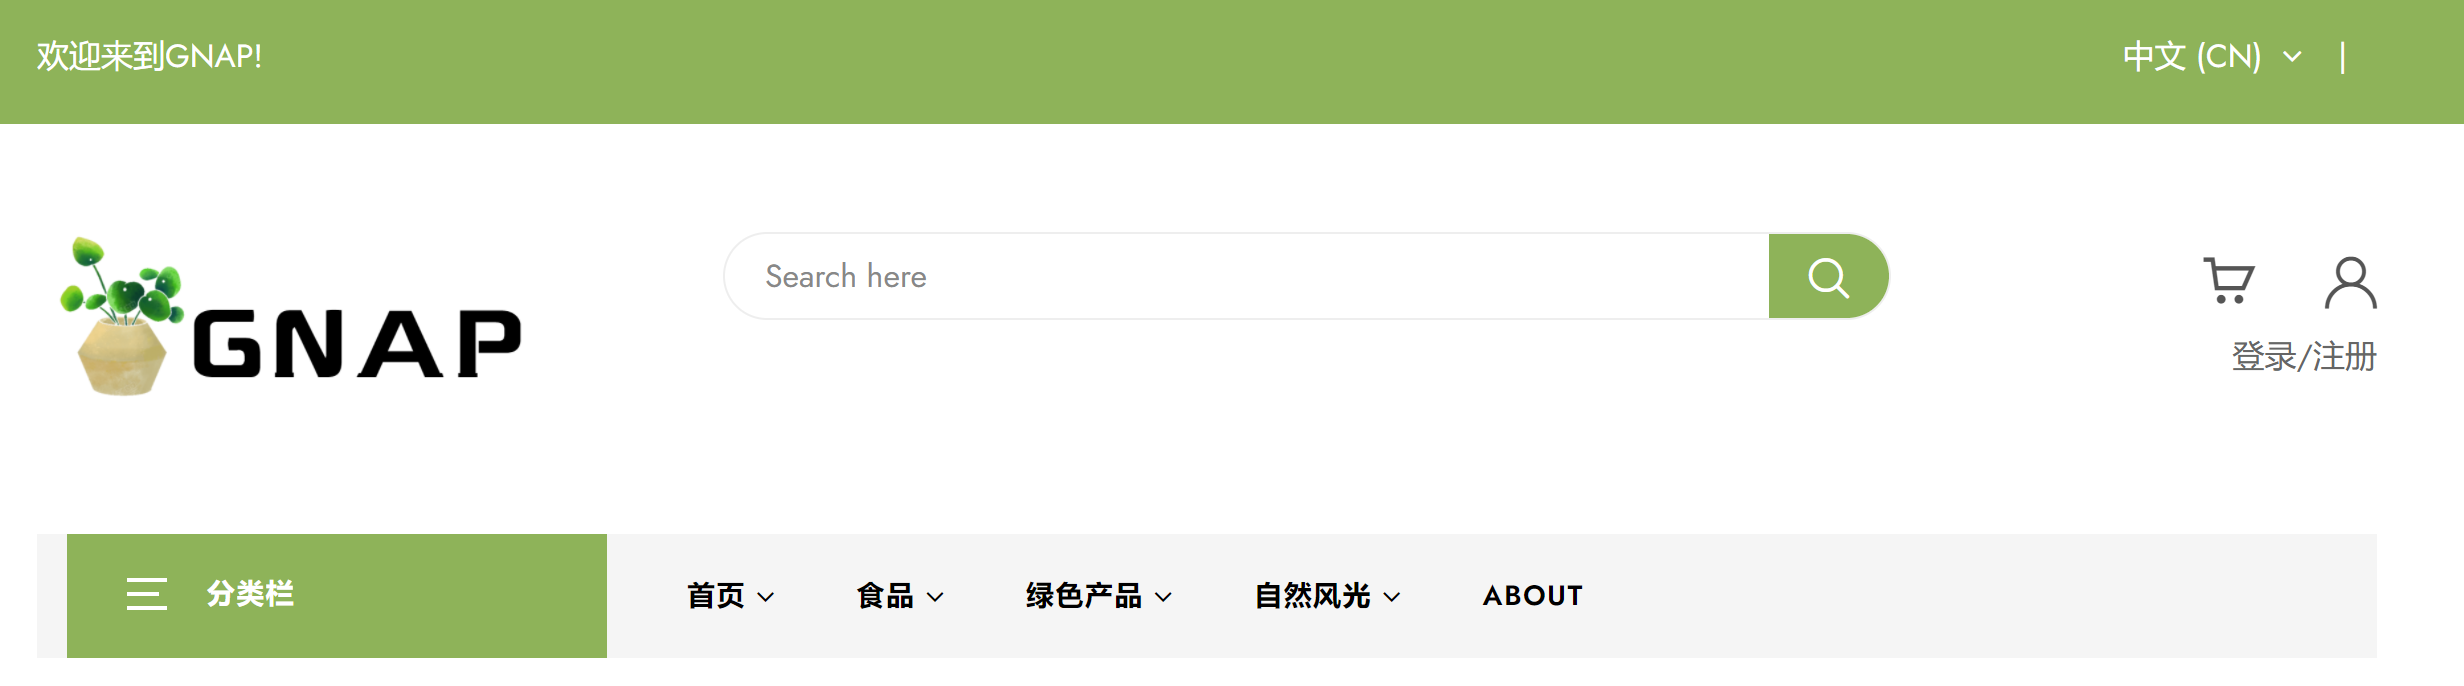 欢迎来到GNAP!
中文 (CN) |
GNAP
Search here
登录/注册
分类栏
首页 食品 绿色产品 自然风光 ABOUT